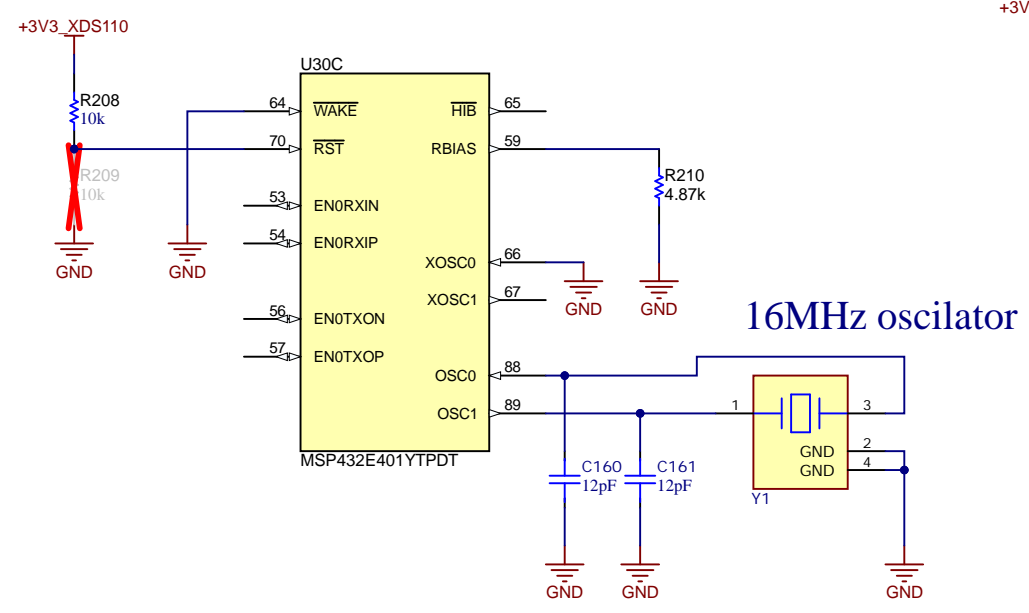 +3V3_XDS110
+3V
U30C
R208
10k
R209
10k
64
WAKE
70
RST
53
EN0RXIN
54
EN0RXIP
56
EN0TXON
57
EN0TXOP
HIB
65
RBIAS
59
XOSC0
66
XOSC1
67
OSC0
88
OSC1
89
MSP432E401YTPDT
R210
4.87k
GND
GND
GND
GND
16MHz oscilator
1
3
GND
2
GND
4
Y1
C160
12pF
C161
12pF
GND
GND
GND